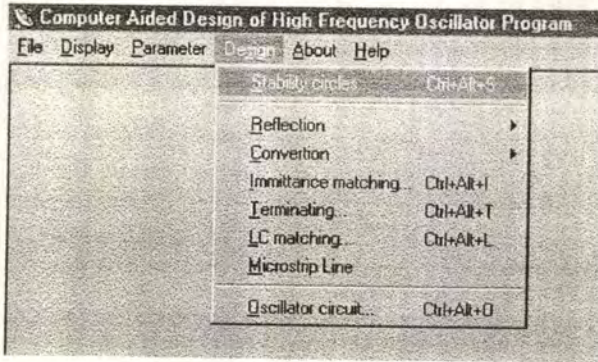 Computer Aided Design of High Frequency Oscillator Program
File Display Parameter Design About Help
Stability circles Ctrl+Alt+S
Reflection
Convertion
Immittance matching... Ctrl+Alt+I
Terminating... Ctrl+Alt+T
LC matching... Ctrl+Alt+L
Microstrip Line
Oscillator circuit... Ctrl+Alt+O